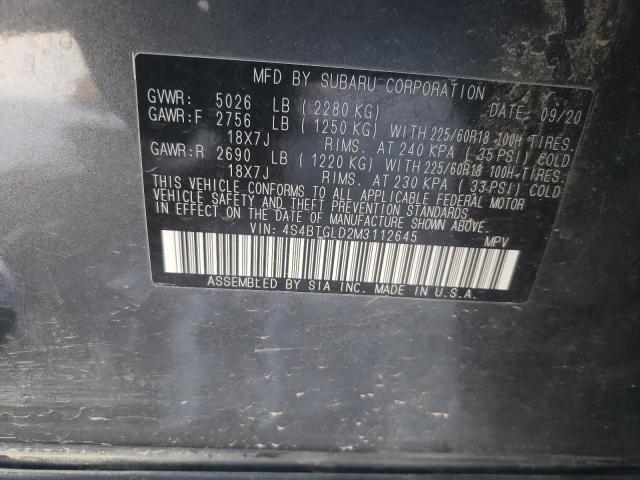 MFD BY SUBARU CORPORATION
GVWR: 5026 LB (2280 KG) DATE: 09/20
GAWR:F 2756 LB (1250 KG) WITH 225/60R18 100H TIRES.
18X7J RIMS. AT 240 KPA (35 PSI) COLD
GAWR:R 2690 LB (1220 KG) WITH 225/60R18 100H TIRES.
18X7J RIMS. AT 230 KPA (33 PSI) COLD
THIS VEHICLE CONFORMS TO ALL APPLICABLE FEDERAL MOTOR
VEHICLE SAFETY AND THEFT PREVENTION STANDARDS
IN EFFECT ON THE DATE OF MANUFACTURE SHOWN ABOVE.
VIN: 4S4BTGLD2M3112645 MPV
ASSEMBLED BY SIA INC. MADE IN U.S.A.